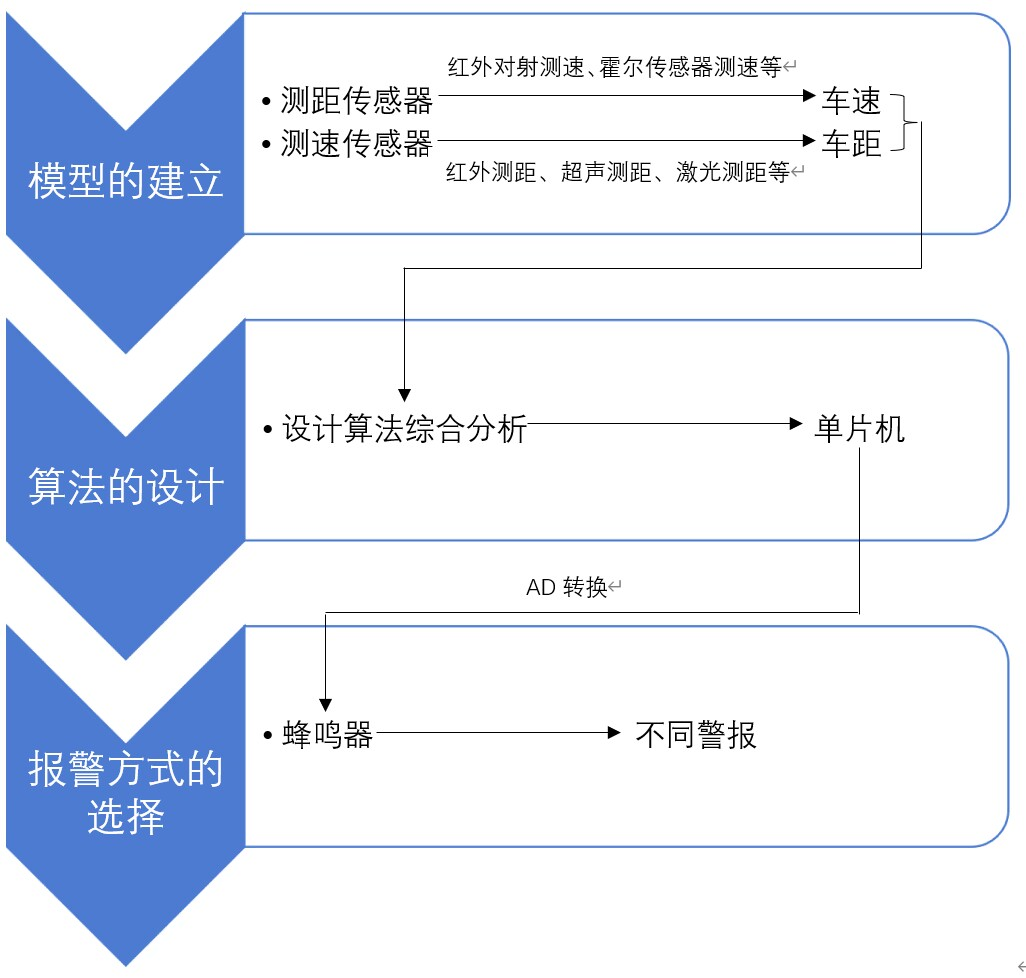 红外对射测速、霍尔传感器测速等↵
• 测距传感器 车速
• 测速传感器 车距
红外测距、超声测距、激光测距等↵
模型的建立
• 设计算法综合分析 单片机
算法的设计
AD 转换↵
• 蜂鸣器 不同警报
报警方式的
选择
↵